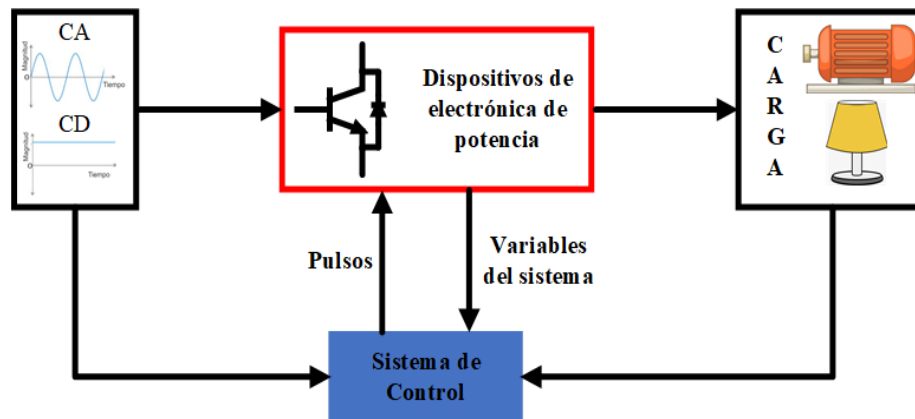 CA
Magnitud
O
Tiempo
CD
Magnitud
O
Tiempo
Dispositivos de
electrónica de
potencia
C
A
R
G
A
Pulsos
Variables
del sistema
Sistema de
Control